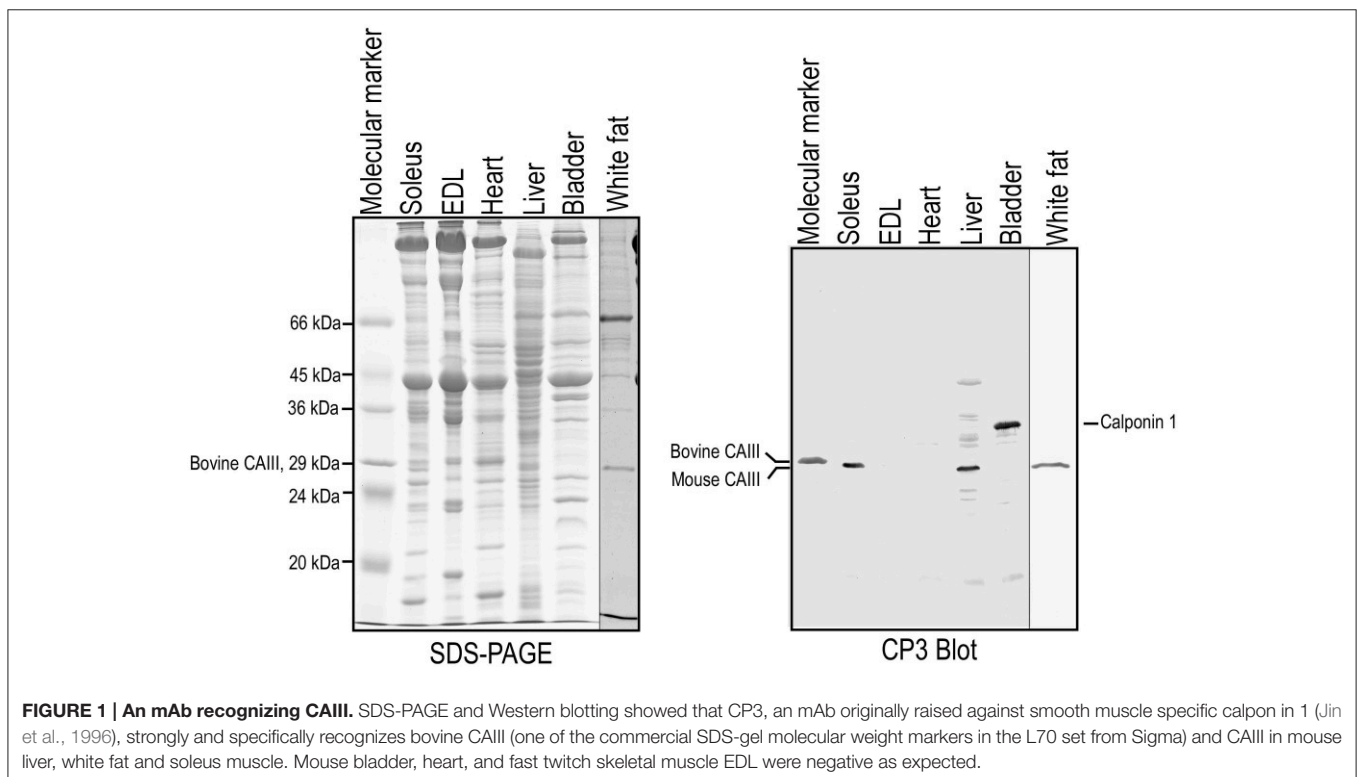 Molecular marker
Soleus
EDL
Heart
Liver
Bladder
White fat
66 kDa
45 kDa
36 kDa
Bovine CAIII, 29 kDa
24 kDa
20 kDa
SDS-PAGE
Molecular marker
Soleus
EDL
Heart
Liver
Bladder
White fat
Bovine CAIII
Mouse CAIII
Calponin 1
CP3 Blot
FIGURE 1 | An mAb recognizing CAIII. SDS-PAGE and Western blotting showed that CP3, an mAb originally raised against smooth muscle specific calpon in 1 (Jin
et al., 1996), strongly and specifically recognizes bovine CAIII (one of the commercial SDS-gel molecular weight markers in the L70 set from Sigma) and CAIII in mouse
liver, white fat and soleus muscle. Mouse bladder, heart, and fast twitch skeletal muscle EDL were negative as expected.